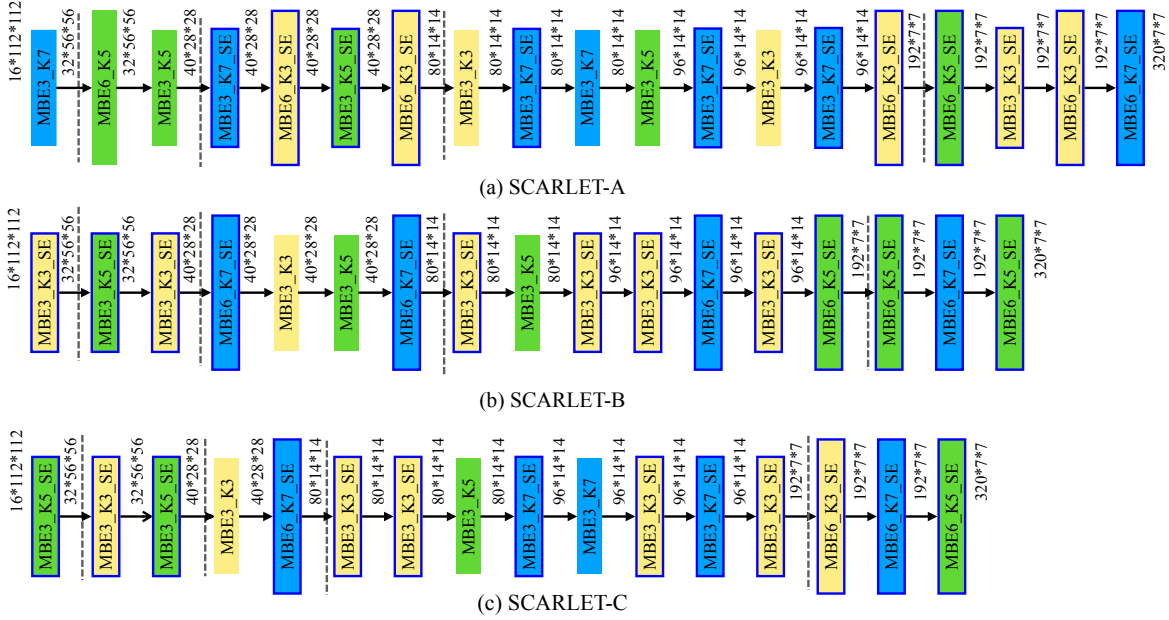 16*112*112
MBE3_K7
32*56*56
MBE6_K5
32*56*56
MBE3_K5
40*28*28
MBE3_K7_SE
40*28*28
MBE6_K3_SE
40*28*28
MBE3_K5_SE
40*28*28
MBE6_K3_SE
80*14*14
MBE3_K3
80*14*14
MBE3_K7_SE
80*14*14
MBE3_K7
80*14*14
MBE3_K5
96*14*14
MBE3_K7_SE
96*14*14
MBE3_K3
96*14*14
MBE3_K7_SE
96*14*14
MBE6_K3_SE
192*7*7
MBE6_K5_SE
192*7*7
MBE3_K3_SE
192*7*7
MBE6_K3_SE
192*7*7
MBE6_K7_SE
320*7*7
(a) SCARLET-A
16*112*112
MBE3_K3_SE
32*56*56
MBE3_K5_SE
32*56*56
MBE3_K3_SE
40*28*28
MBE6_K7_SE
40*28*28
MBE3_K3
40*28*28
MBE3_K5
40*28*28
MBE6_K7_SE
80*14*14
MBE3_K3_SE
80*14*14
MBE3_K5
80*14*14
MBE3_K3_SE
96*14*14
MBE3_K3_SE
96*14*14
MBE6_K7_SE
96*14*14
MBE3_K3_SE
96*14*14
MBE6_K5_SE
192*7*7
MBE6_K5_SE
192*7*7
MBE6_K7_SE
192*7*7
MBE6_K5_SE
320*7*7
(b) SCARLET-B
16*112*112
MBE3_K5_SE
32*56*56
MBE3_K3_SE
32*56*56
MBE3_K5_SE
40*28*28
MBE3_K3
40*28*28
MBE6_K7_SE
80*14*14
MBE3_K3_SE
80*14*14
MBE3_K3_SE
80*14*14
MBE3_K5
80*14*14
MBE3_K7_SE
96*14*14
MBE3_K7
96*14*14
MBE3_K3_SE
96*14*14
MBE3_K7_SE
96*14*14
MBE3_K3_SE
192*7*7
MBE6_K3_SE
192*7*7
MBE6_K7_SE
192*7*7
MBE6_K5_SE
320*7*7
(c) SCARLET-C